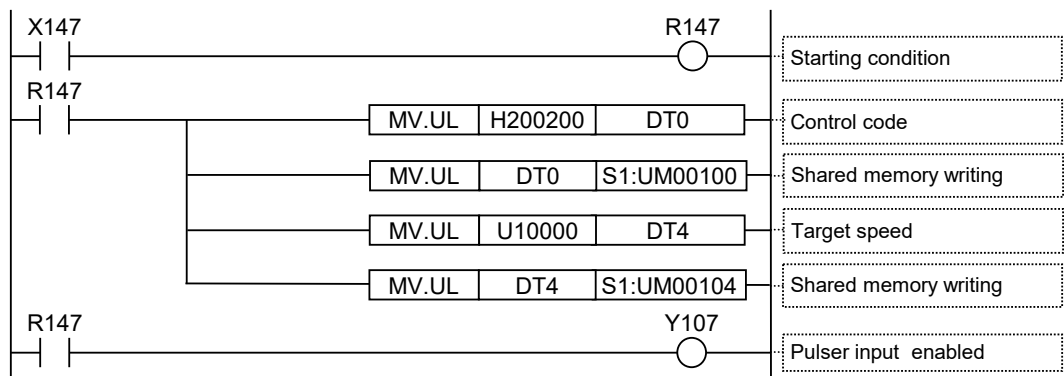 X147 R147
Starting condition
R147
MV.UL H200200 DT0 Control code
MV.UL DT0 S1:UM00100 Shared memory writing
MV.UL U10000 DT4 Target speed
MV.UL DT4 S1:UM00104 Shared memory writing
R147 Y107
Pulser input enabled